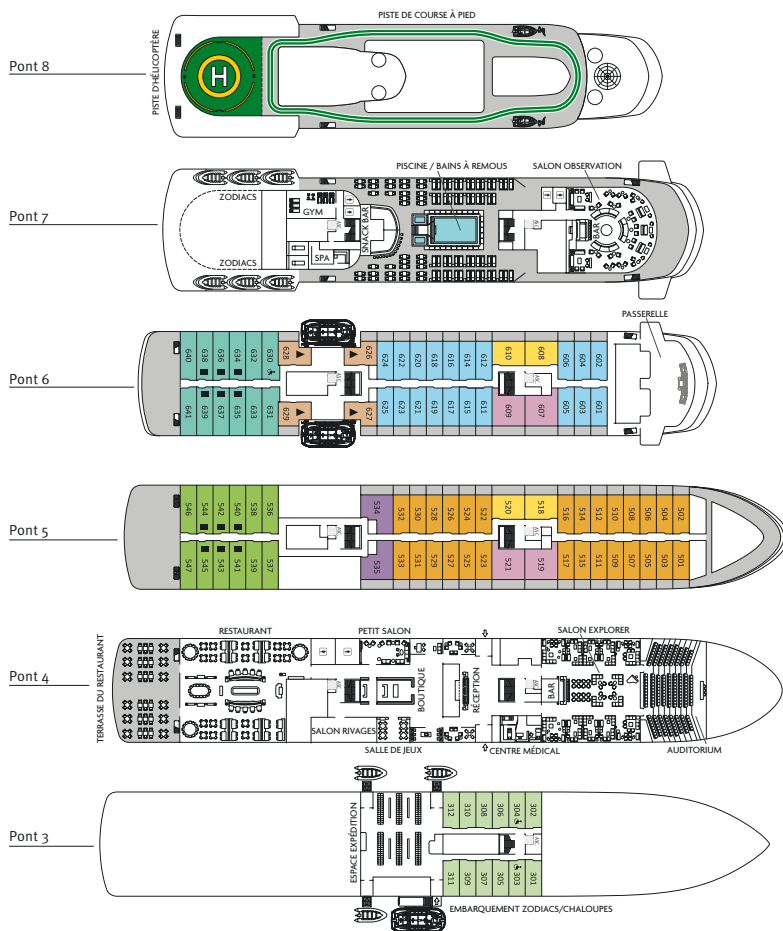 PISTE DE COURSE À PIED
Pont 8
PISTE D'HÉLICOPTÈRE
H
PISCINE / BAINS À REMOUS
SALON OBSERVATION
Pont 7
ZODIACS
GYM
SNACK BAR
SPA
ZODIACS
BAR
PASSERELLE
Pont 6
640 638 636 634 632 630 628 626 624 622 620 618 616 614 612 610 608 606 604 602
641 639 637 635 633 631 629 627 625 623 621 619 617 615 611 609 607 605 603 601
Pont 5
546 544 542 540 538 536 534 532 530 528 526 524 522 520 518 516 514 512 510 508 506 504 502
547 545 543 541 539 537 535 533 531 529 527 525 523 521 519 517 515 511 509 507 505 503 501
Pont 4
TERRASSE DU RESTAURANT
RESTAURANT
PETIT SALON
SALON EXPLORER
BOUTIQUE
RÉCEPTION
BAR
SALON RIVAGES
SALLE DE JEUX
CENTRE MÉDICAL
AUDITORIUM
Pont 3
ESPACE EXPÉDITION
312 310 308 306 304 302
311 309 307 305 303 301
EMBARQUEMENT ZODIACS/CHALOUPES